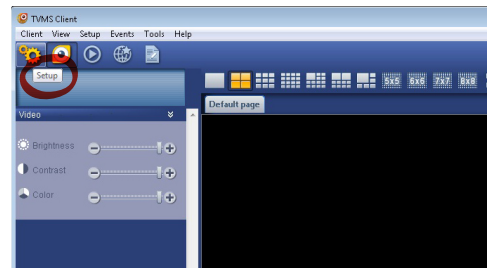 TVMS Client
Client View Setup Events Tools Help
Setup
5x5 6x6 7x7 8x8
Default page
Video
Brightness
Contrast
Color